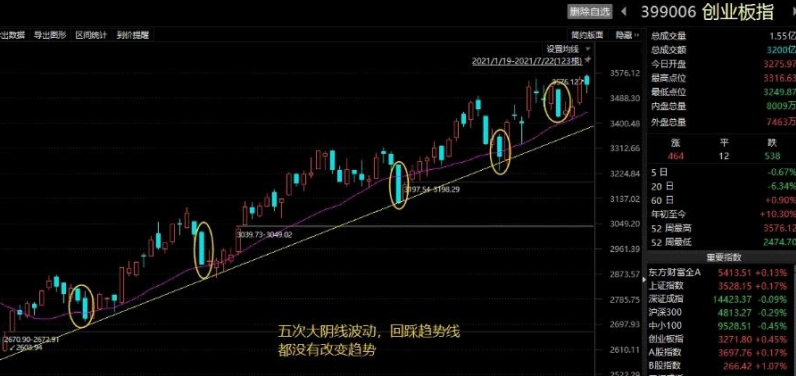 删除自选 399006 创业板指
出数据 导出图形 区间统计 到价提醒 简约版面 隐藏
设置均线
2021/1/19-2021/7/22(123根)
3576.12
3576.12
3488.30
3400.48
3312.66
3224.84
3137.02
3049.20
2961.39
2873.57
2785.75
2697.93
2610.11
2522.29
3197.54-3198.29
3039.73-3049.02
2670.90-2672.91
2603.94
五次大阴线波动，回踩趋势线
都没有改变趋势
总成交量 1.55亿
总成交额 3200亿
今日开盘 3275.97
最高点位 3316.63
最低点位 3249.87
内盘总量 8009万
外盘总量 7463万
涨 平 跌
464 12 538
5 日 -0.67%
20 日 -6.34%
60 日 +0.90%
年初至今 +10.30%
52 周最高 3576.12
52 周最低 2474.70
重要指数
东方财富全A 5413.51 +0.13%
上证指数 3528.15 +0.17%
深证成指 14423.37 -0.09%
沪深300 4813.27 -0.29%
中小100 9528.51 -0.45%
创业板指 3271.80 +0.45%
A股指数 3697.76 +0.17%
B股指数 266.42 +1.07%